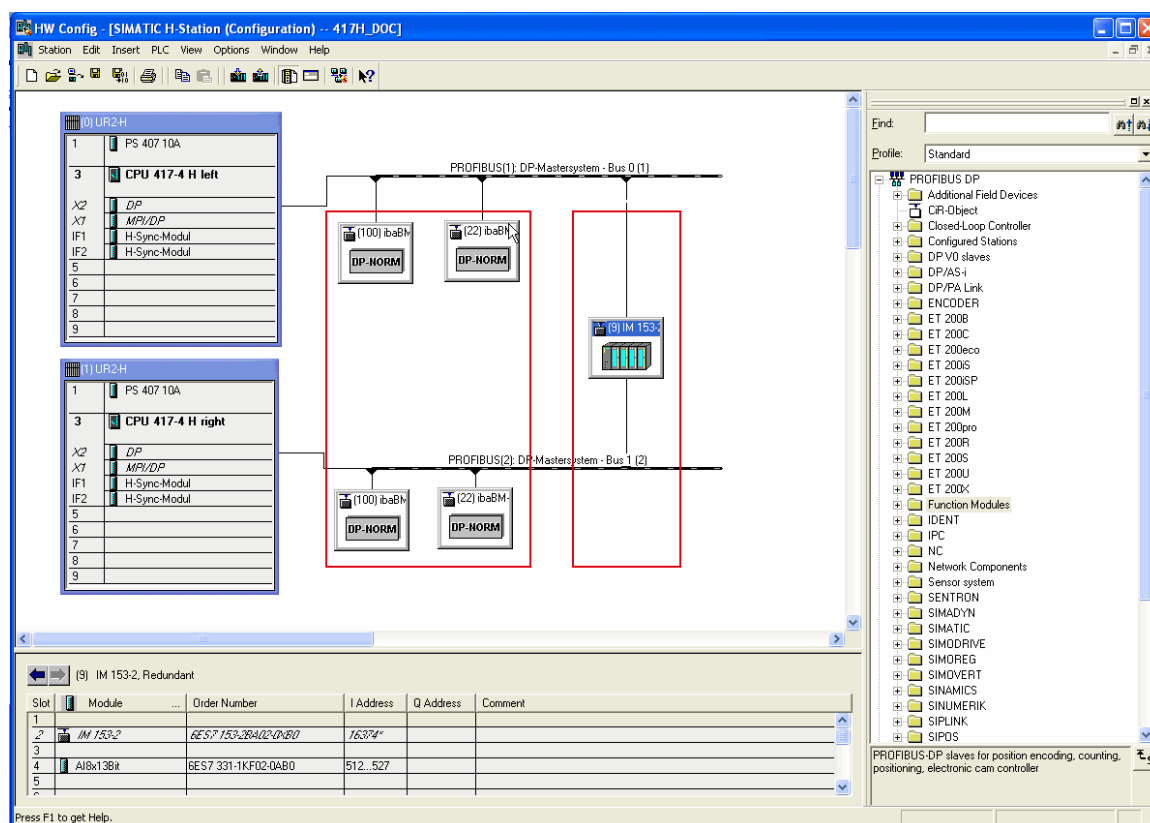 HW Config - [SIMATIC H-Station (Configuration) -- 417H_DOC]
Station Edit Insert PLC View Options Window Help
(0) UR2-H
1 PS 407 10A
3 CPU 417-4 H left
X2 DP
X1 MPI/DP
IF1 H-Sync-Modul
IF2 H-Sync-Modul
5
6
7
8
9
PROFIBUS(1): DP-Mastersystem - Bus 0 (1)
(100) ibaBM
DP-NORM
(22) ibaBM
DP-NORM
(9) IM 153-2
(1) UR2-H
1 PS 407 10A
3 CPU 417-4 H right
X2 DP
X1 MPI/DP
IF1 H-Sync-Modul
IF2 H-Sync-Modul
5
6
7
8
9
PROFIBUS(2): DP-Mastersystem - Bus 1 (2)
(100) ibaBM
DP-NORM
(22) ibaBM-
DP-NORM
Find:
Profile: Standard
PROFIBUS DP
Additional Field Devices
CiR-Object
Closed-Loop Controller
Configured Stations
DP V0 slaves
DP/AS-i
DP/PA Link
ENCODER
ET 200B
ET 200C
ET 200eco
ET 200iS
ET 200iSP
ET 200L
ET 200M
ET 200pro
ET 200R
ET 200S
ET 200U
ET 200X
Function Modules
IDENT
IPC
NC
Network Components
Sensor system
SENTRON
SIMADYN
SIMATIC
SIMODRIVE
SIMOREG
SIMOVERT
SINAMICS
SINUMERIK
SIPLINK
SIPOS
PROFIBUS-DP slaves for position encoding, counting,
positioning, electronic cam controller
(9) IM 153-2, Redundant
Slot Module ... Order Number I Address Q Address Comment
1
2 IM 153-2 6ES7 153-2BA02-0XB0 16374*
3
4 AI8x13Bit 6ES7 331-1KF02-0AB0 512...527
5
Press F1 to get Help.